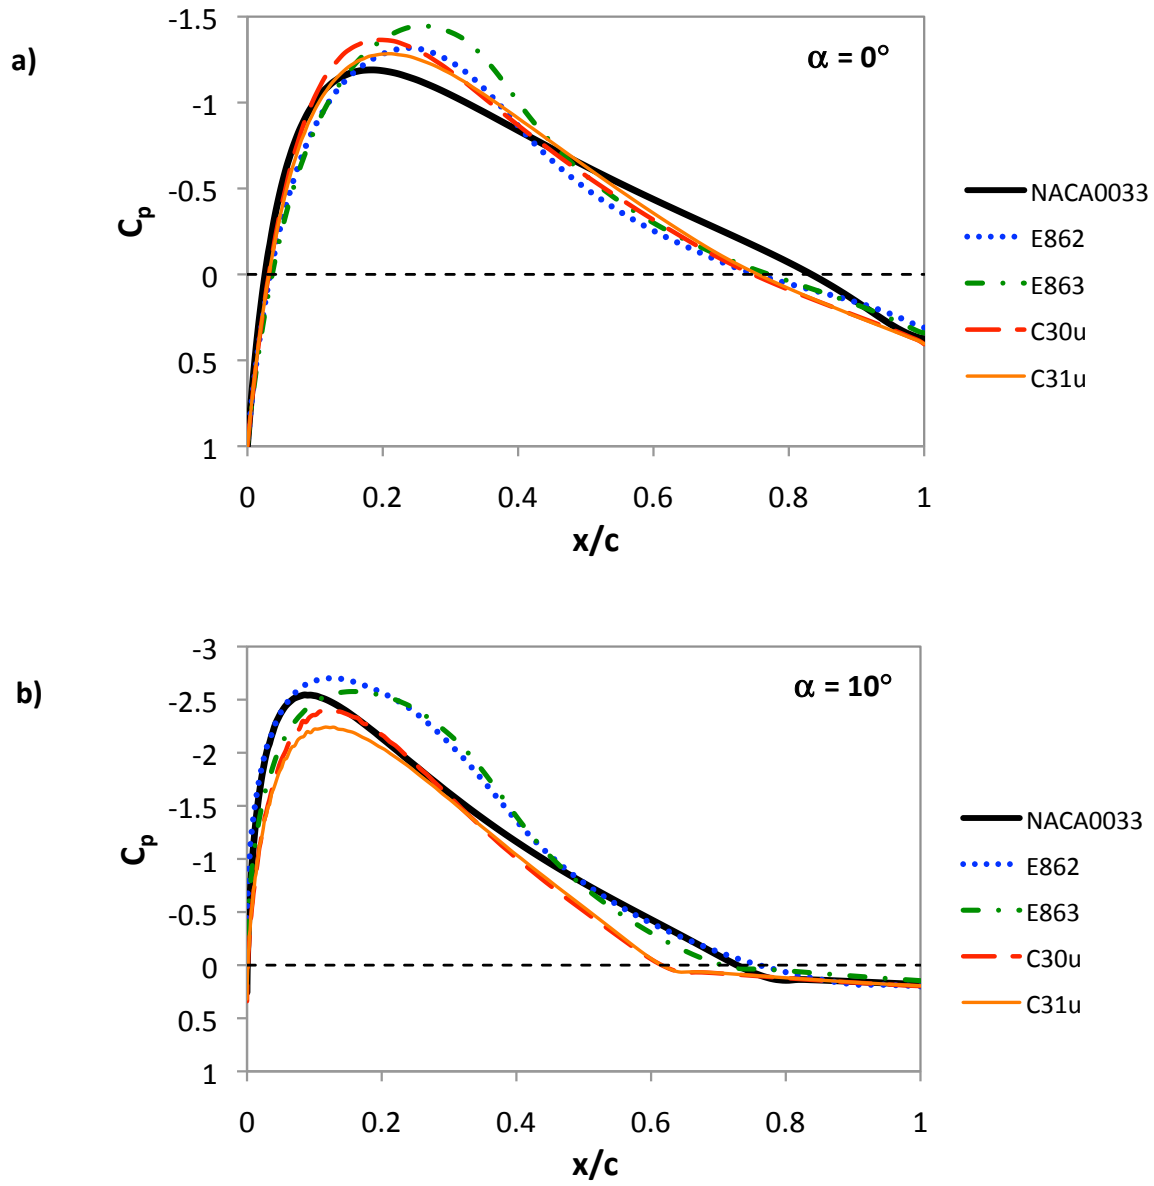 a)
α = 0°
-1.5
-1
-0.5
0
0.5
1
Cp
0 0.2 0.4 0.6 0.8 1
x/c
NACA0033
E862
E863
C30u
C31u
b)
α = 10°
-3
-2.5
-2
-1.5
-1
-0.5
0
0.5
1
Cp
0 0.2 0.4 0.6 0.8 1
x/c
NACA0033
E862
E863
C30u
C31u